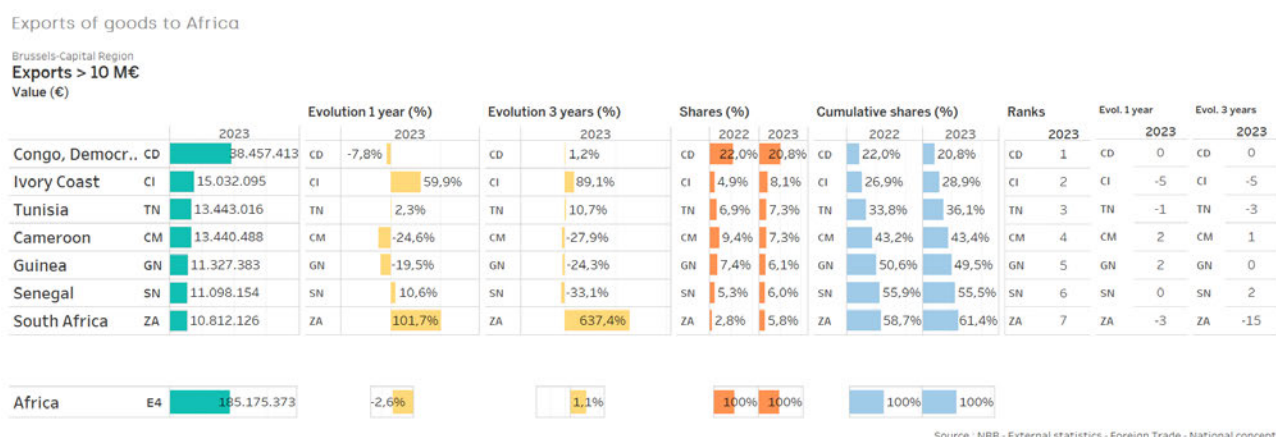 Exports of goods to Africa
Brussels-Capital Region
Exports > 10 M€
Value (€)
Evolution 1 year (%) Evolution 3 years (%) Shares (%) Cumulative shares (%) Ranks Evol. 1 year Evol. 3 years
2023 2023 2023 2022 2023 2022 2023 2023 2023 2023
Congo, Democr.. CD 38.457.413 CD -7,8% CD 1,2% CD 22,0% 20,8% CD 22,0% 20,8% CD 1 CD 0 CD 0
Ivory Coast CI 15.032.095 CI 59,9% CI 89,1% CI 4,9% 8,1% CI 26,9% 28,9% CI 2 CI -5 CI -5
Tunisia TN 13.443.016 TN 2,3% TN 10,7% TN 6,9% 7,3% TN 33,8% 36,1% TN 3 TN -1 TN -3
Cameroon CM 13.440.488 CM -24,6% CM -27,9% CM 9,4% 7,3% CM 43,2% 43,4% CM 4 CM 2 CM 1
Guinea GN 11.327.383 GN -19,5% GN -24,3% GN 7,4% 6,1% GN 50,6% 49,5% GN 5 GN 2 GN 0
Senegal SN 11.098.154 SN 10,6% SN -33,1% SN 5,3% 6,0% SN 55,9% 55,5% SN 6 SN 0 SN 2
South Africa ZA 10.812.126 ZA 101,7% ZA 637,4% ZA 2,8% 5,8% ZA 58,7% 61,4% ZA 7 ZA -3 ZA -15
Africa E4 185.175.373 -2,6% 1,1% 100% 100% 100% 100%
Source : NBB - External statistics - Foreign Trade - National concept